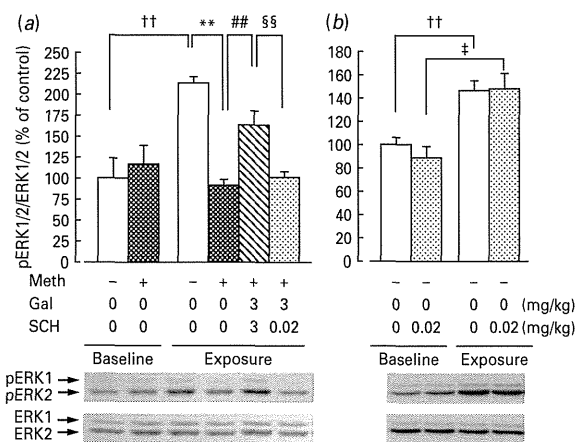 (a)
†† ** ## §§
pERK1/2/ERK1/2 (% of control)
250
225
200
175
150
125
100
75
50
25
0
Meth − + − + + +
Gal 0 0 0 0 3 3
SCH 0 0 0 0 3 0.02
Baseline Exposure
pERK1
pERK2
ERK1
ERK2
(b)
††
‡
180
160
140
120
100
80
60
40
20
0
− − − −
0 0 0 0 (mg/kg)
0 0.02 0 0.02 (mg/kg)
Baseline Exposure